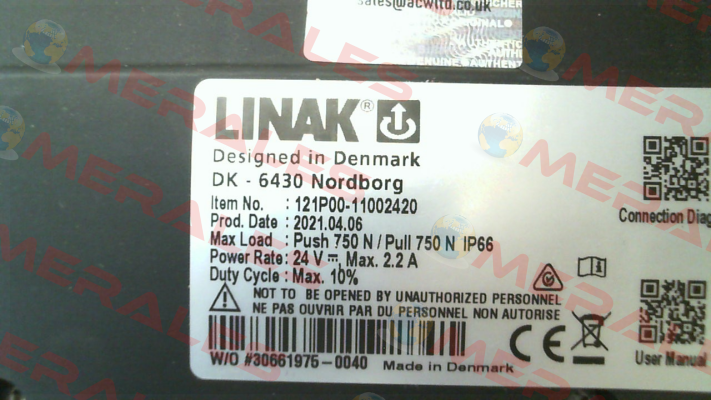 sales@acwltd.co.uk
LINAK®
Designed in Denmark
DK - 6430 Nordborg
Item No. : 121P00-11002420
Prod. Date : 2021.04.06
Max Load : Push 750 N / Pull 750 N IP66
Power Rate : 24 V ⎓, Max. 2.2 A
Duty Cycle : Max. 10%
NOT TO BE OPENED BY UNAUTHORIZED PERSONNEL
NE PAS OUVRIR PAR DU PERSONNEL NON AUTORISE
W/O #30661975-0040 Made in Denmark
Connection
User Manual
MERALES